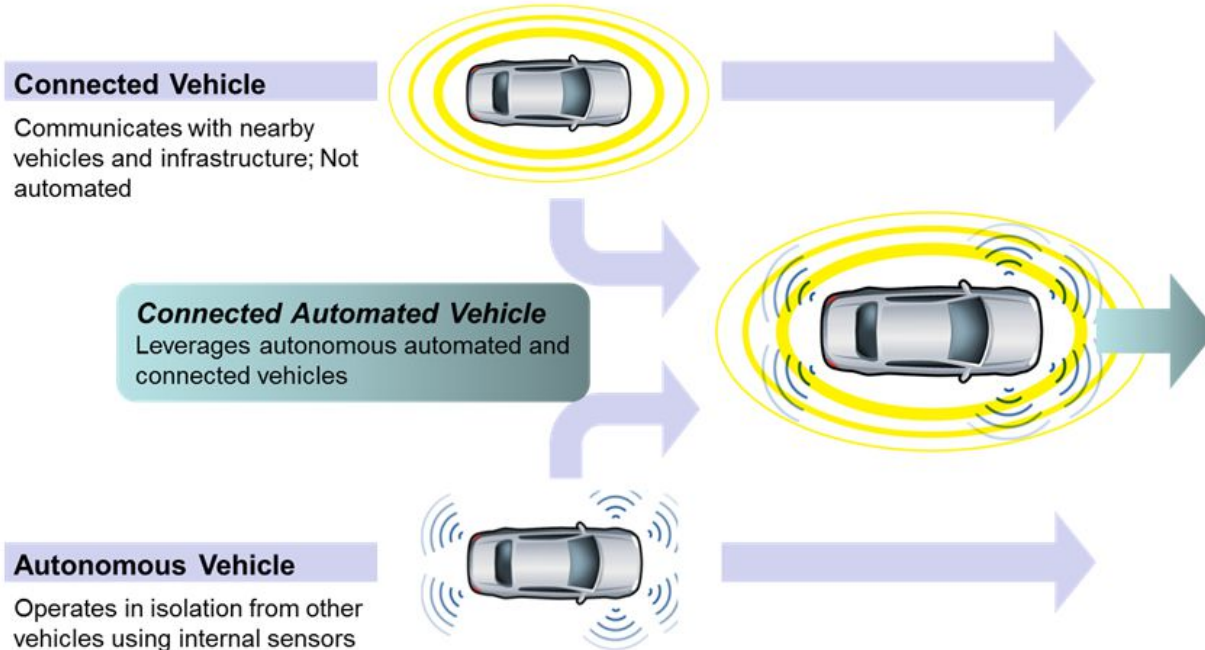 Connected Vehicle
Communicates with nearby
vehicles and infrastructure; Not
automated
Connected Automated Vehicle
Leverages autonomous automated and
connected vehicles
Autonomous Vehicle
Operates in isolation from other
vehicles using internal sensors